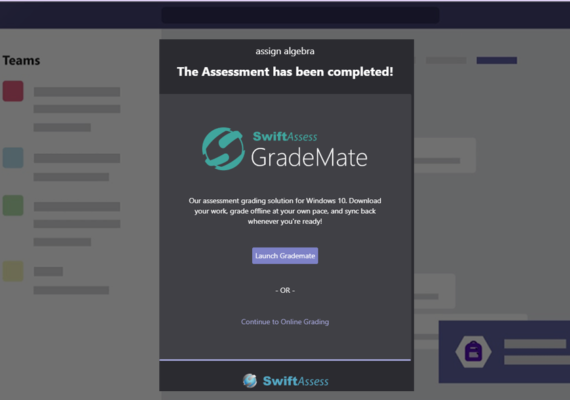 Teams
assign algebra
The Assessment has been completed!
SwiftAssess
GradeMate
Our assessment grading solution for Windows 10. Download
your work, grade offline at your own pace, and sync back
whenever you're ready!
Launch Grademate
- OR -
Continue to Online Grading
SwiftAssess